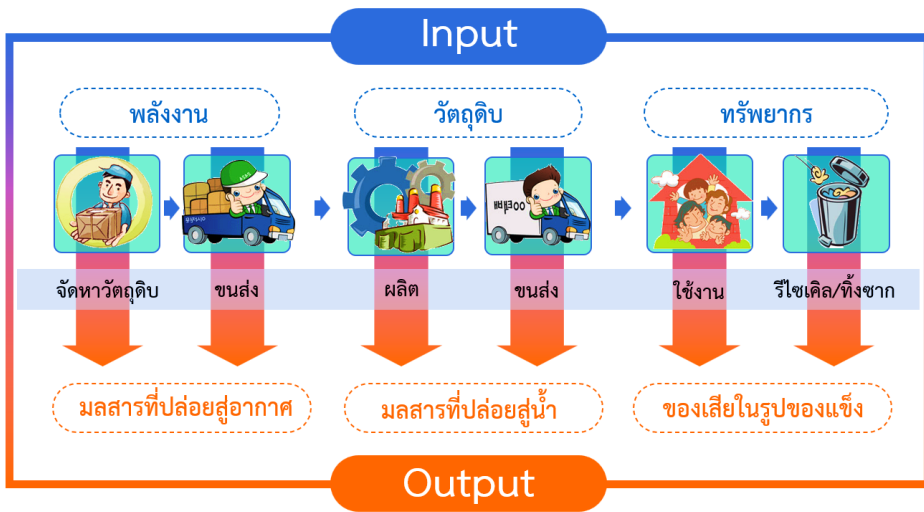 Input
พลังงาน
วัตถุดิบ
ทรัพยากร
จัดหาวัตถุดิบ
ขนส่ง
ผลิต
ขนส่ง
ใช้งาน
รีไซเคิล/ทิ้งซาก
มลสารที่ปล่อยสู่อากาศ
มลสารที่ปล่อยสู่น้ำ
ของเสียในรูปของแข็ง
Output